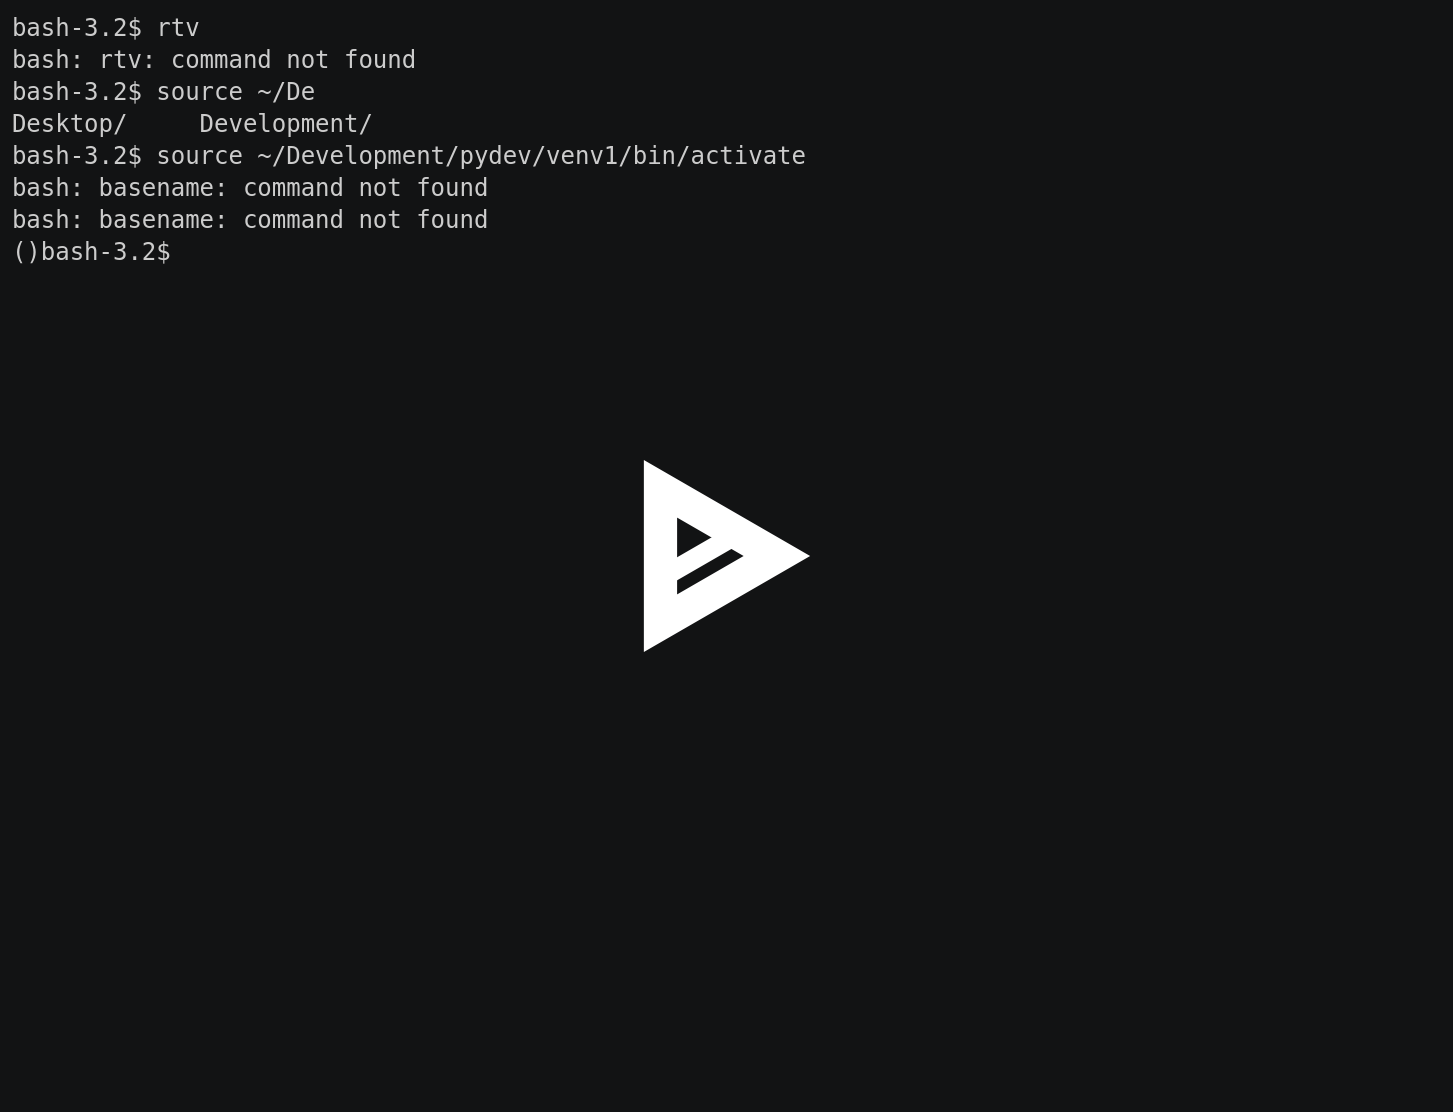 bash-3.2$ rtv
bash: rtv: command not found
bash-3.2$ source ~/De
Desktop/     Development/
bash-3.2$ source ~/Development/pydev/venv1/bin/activate
bash: basename: command not found
bash: basename: command not found
()bash-3.2$